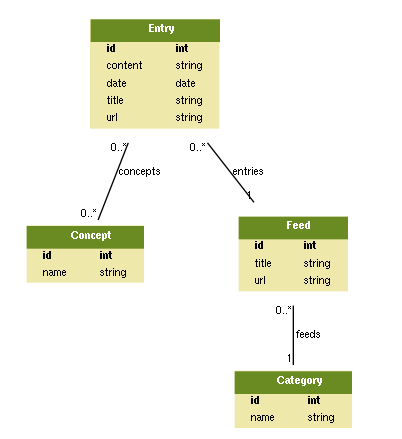 Entry
id int
content string
date date
title string
url string
0..* 0..*
concepts entries
0..* 1
Concept
id int
name string
Feed
id int
title string
url string
0..*
feeds
1
Category
id int
name string